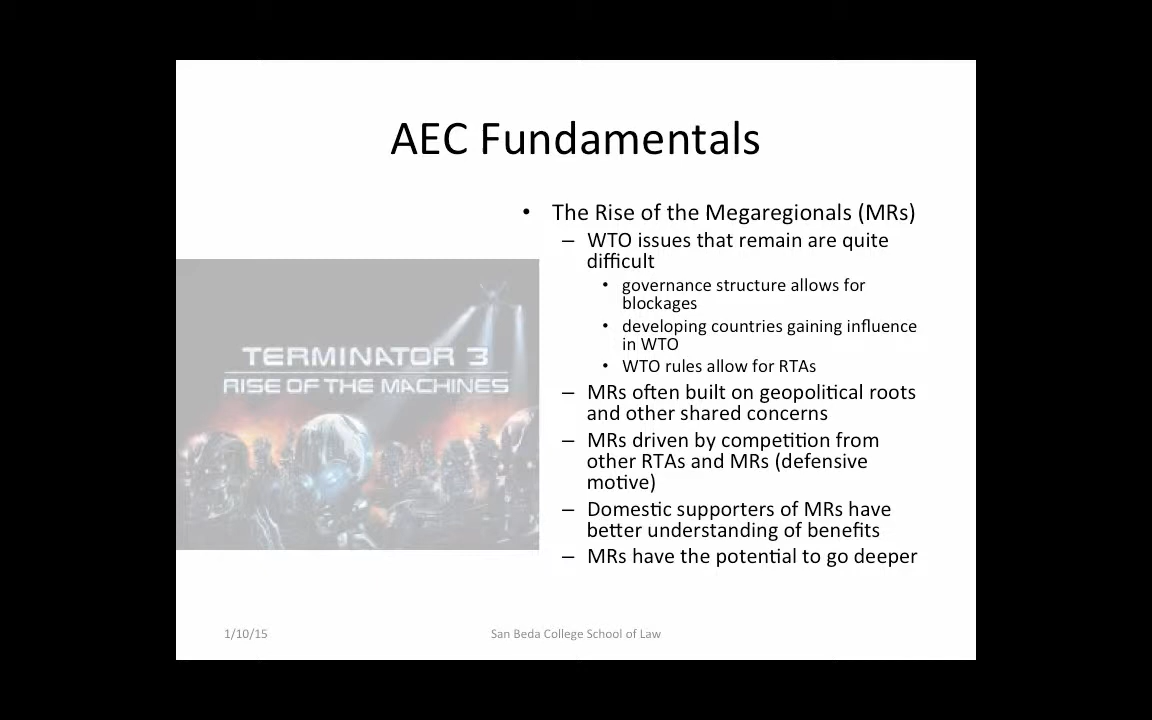 AEC Fundamentals
• The Rise of the Megaregionals (MRs)
– WTO issues that remain are quite
difficult
• governance structure allows for
blockages
• developing countries gaining influence
in WTO
• WTO rules allow for RTAs
– MRs often built on geopolitical roots
and other shared concerns
– MRs driven by competition from
other RTAs and MRs (defensive
motive)
– Domestic supporters of MRs have
better understanding of benefits
– MRs have the potential to go deeper
TERMINATOR 3
RISE OF THE MACHINES
1/10/15
San Beda College School of Law